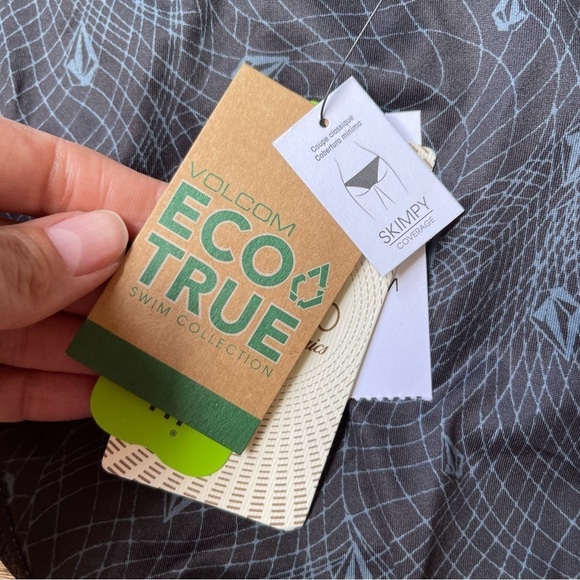 VOLCOM
ECO
TRUE
SWIM COLLECTION
Coupe classique
Cobertura mínima
SKIMPY
COVERAGE